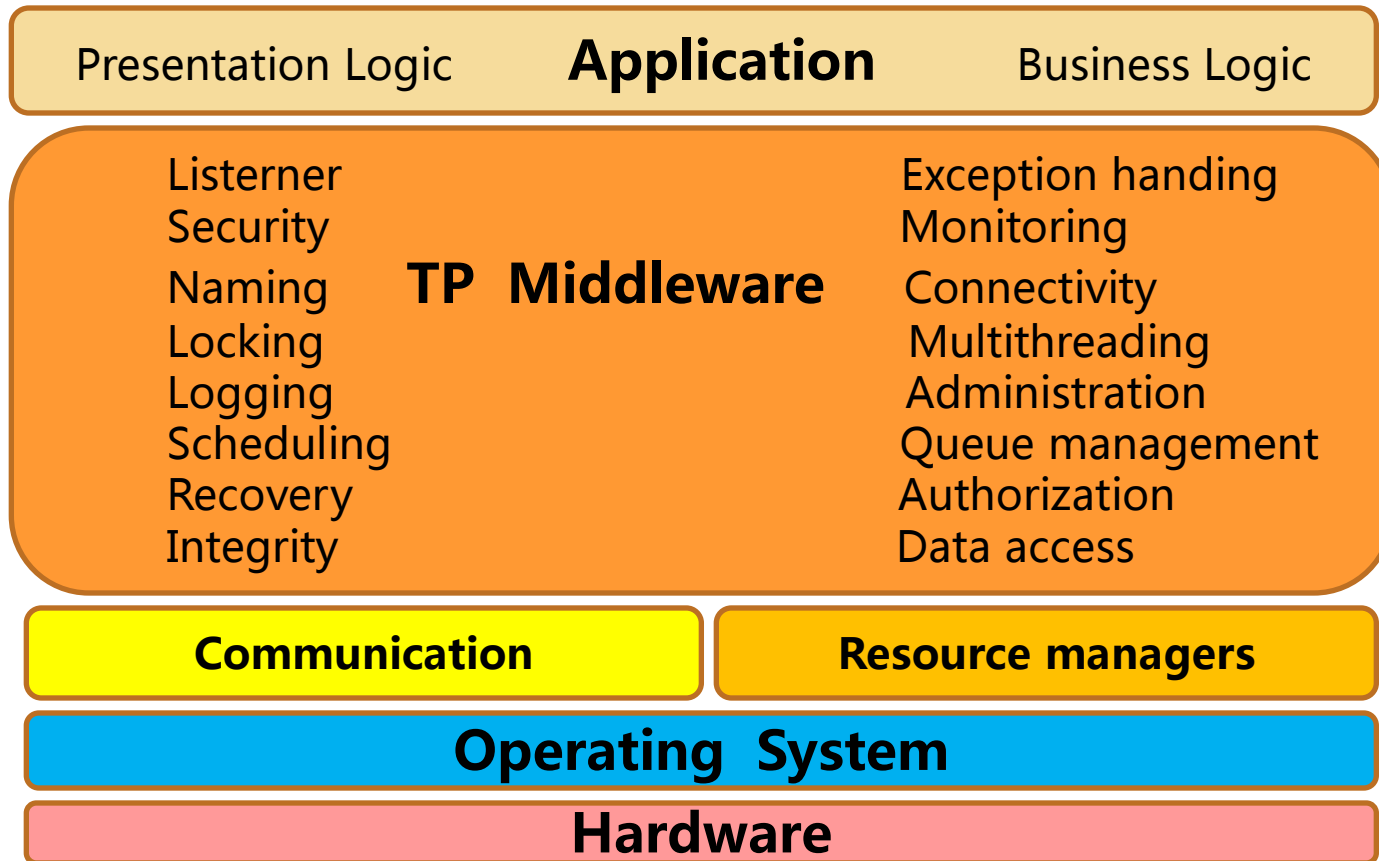 Presentation Logic Application Business Logic
Listerner Exception handing
Security Monitoring
Naming TP Middleware Connectivity
Locking Multithreading
Logging Administration
Scheduling Queue management
Recovery Authorization
Integrity Data access
Communication Resource managers
Operating System
Hardware